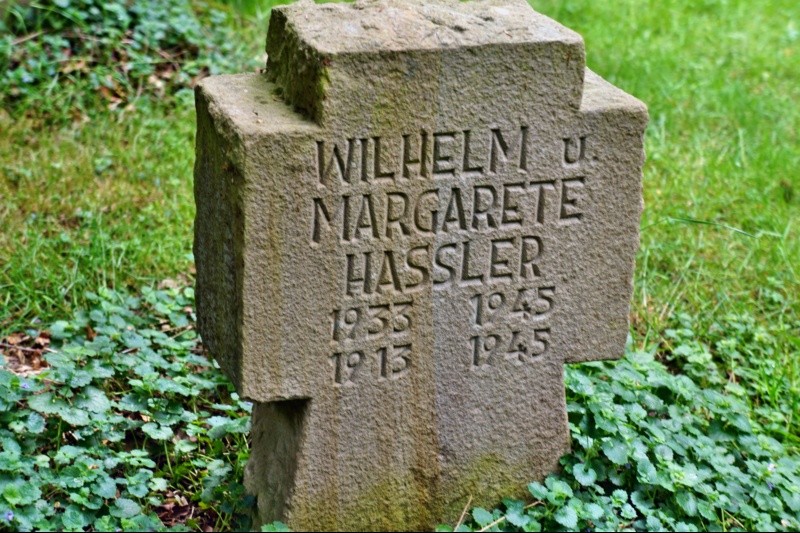 WILHELM u.
MARGARETE
HASSLER
1933 1945
1913 1945